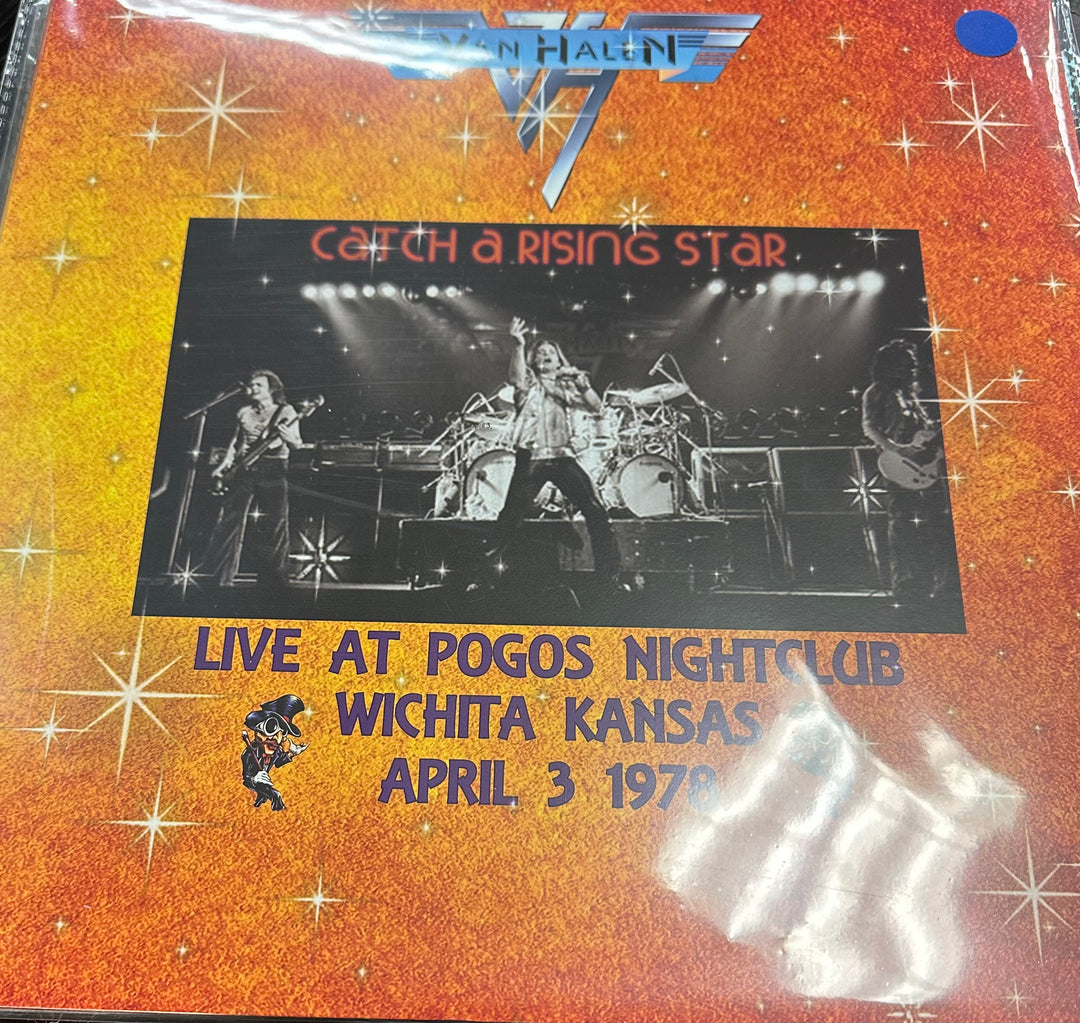 VAN HALEN
CATCH A RISING STAR
LIVE AT POGOS NIGHTCLUB
WICHITA KANSAS
APRIL 3 1978